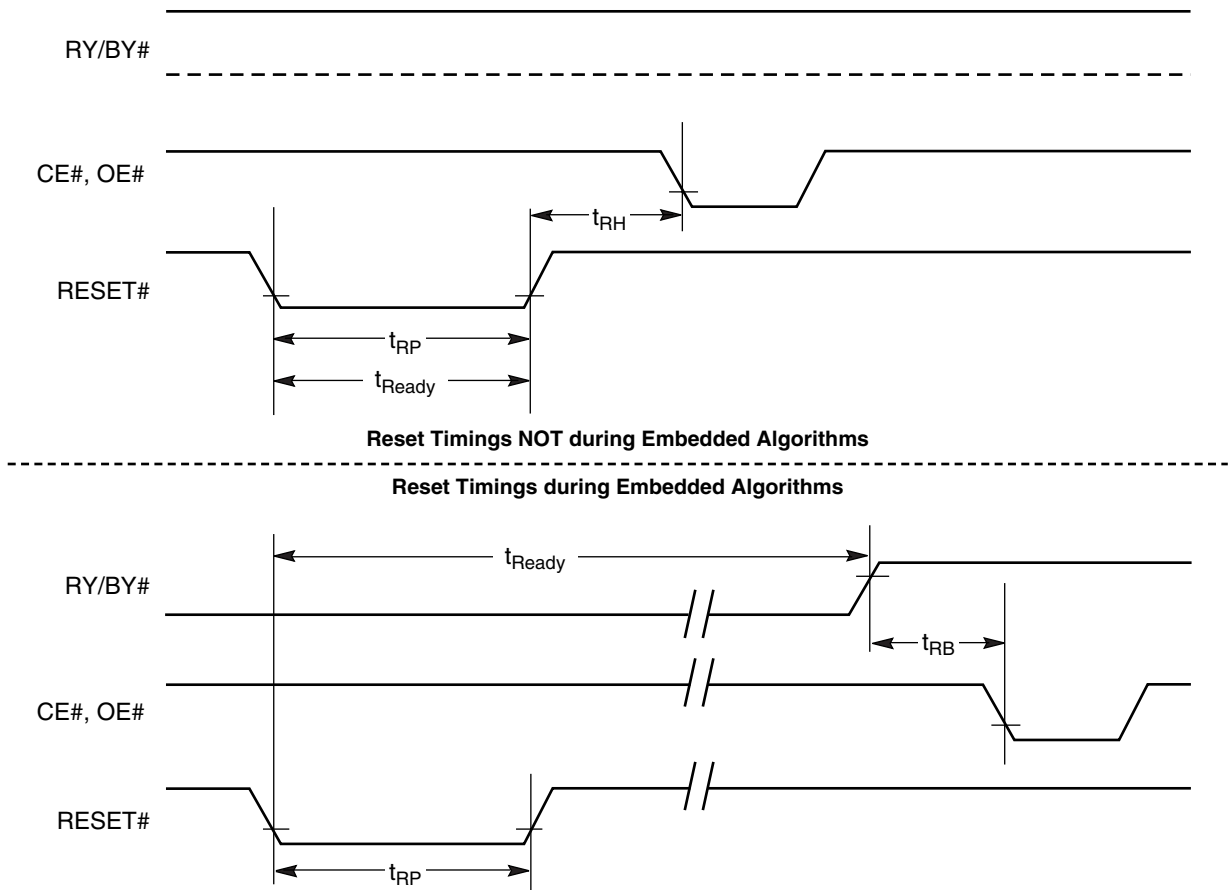 RY/BY#
CE#, OE#
tRH
RESET#
tRP
tReady
Reset Timings NOT during Embedded Algorithms
Reset Timings during Embedded Algorithms
tReady
RY/BY#
tRB
CE#, OE#
RESET#
tRP